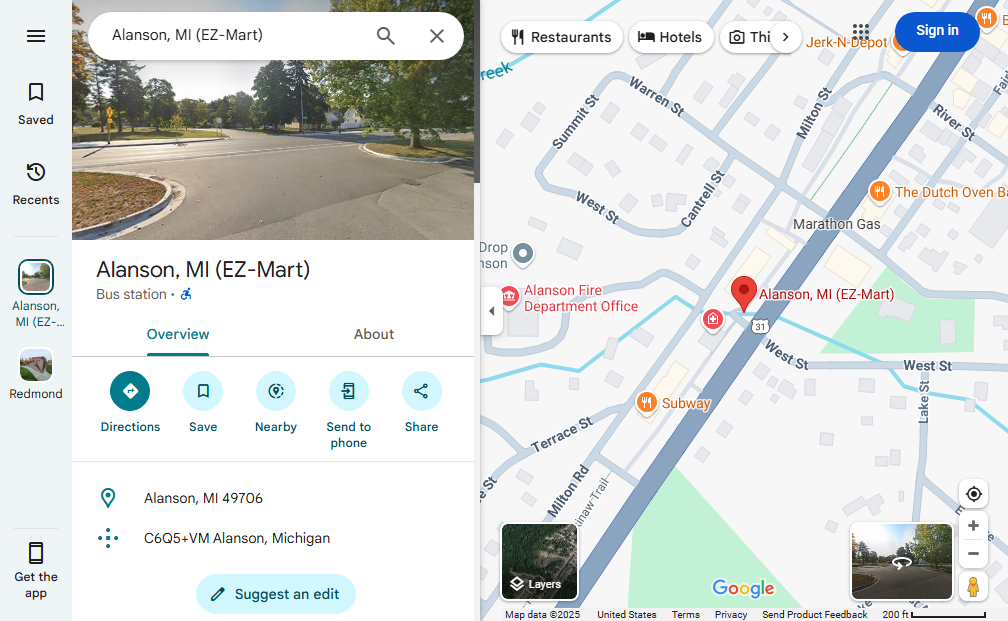 Alanson, MI (EZ-Mart)
Saved
Recents
Alanson,
MI (EZ-...
Redmond
Get the
app
Alanson, MI (EZ-Mart)
Bus station ·
Overview
About
Directions
Save
Nearby
Send to
phone
Share
Alanson, MI 49706
C6Q5+VM Alanson, Michigan
Suggest an edit
Restaurants
Hotels
Thi
Sign in
Jerk-N-Depot
Warren St
Summit St
Milton St
River St
West St
Cantrell St
The Dutch Oven Ba
Marathon Gas
Drop
Alanson Fire
Department Office
Alanson, MI (EZ-Mart)
31
West St
West St
Lake St
Subway
Terrace St
Milton Rd
Layers
Google
Map data ©2025
United States
Terms
Privacy
Send Product Feedback
200 ft